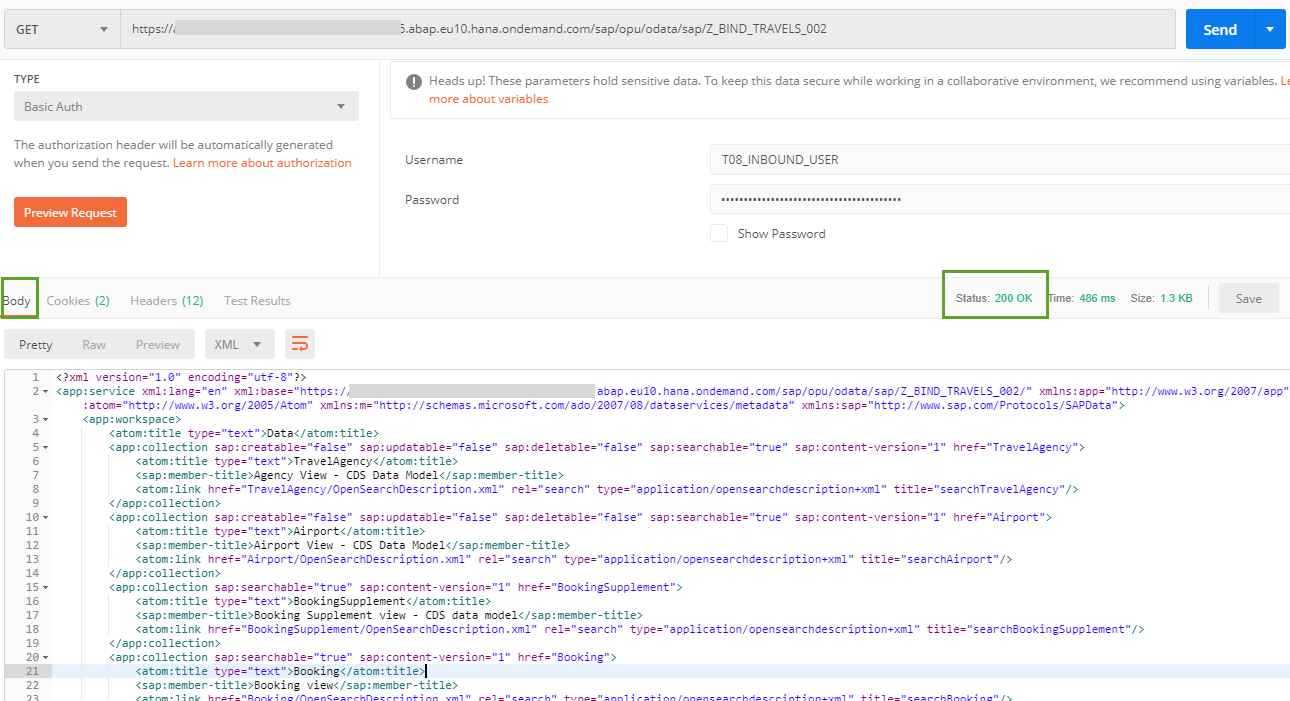 GET
https:// 5.abap.eu10.hana.ondemand.com/sap/opu/odata/sap/Z_BIND_TRAVELS_002
Send
TYPE
Basic Auth
The authorization header will be automatically generated
when you send the request. Learn more about authorization
Preview Request
Heads up! These parameters hold sensitive data. To keep this data secure while working in a collaborative environment, we recommend using variables. Le
more about variables
Username
T08_INBOUND_USER
Password
Show Password
Body
Cookies (2)
Headers (12)
Test Results
Status: 200 OK
Time: 486 ms
Size: 1.3 KB
Save
Pretty
Raw
Preview
XML
1 <?xml version="1.0" encoding="utf-8"?>
2 <app:service xml:lang="en" xml:base="https:/ abap.eu10.hana.ondemand.com/sap/opu/odata/sap/Z_BIND_TRAVELS_002/" xmlns:app="http://www.w3.org/2007/app"
:atom="http://www.w3.org/2005/Atom" xmlns:m="http://schemas.microsoft.com/ado/2007/08/dataservices/metadata" xmlns:sap="http://www.sap.com/Protocols/SAPData">
3 <app:workspace>
4 <atom:title type="text">Data</atom:title>
5 <app:collection sap:creatable="false" sap:updatable="false" sap:deletable="false" sap:searchable="true" sap:content-version="1" href="TravelAgency">
6 <atom:title type="text">TravelAgency</atom:title>
7 <sap:member-title>Agency View - CDS Data Model</sap:member-title>
8 <atom:link href="TravelAgency/OpenSearchDescription.xml" rel="search" type="application/opensearchdescription+xml" title="searchTravelAgency"/>
9 </app:collection>
10 <app:collection sap:creatable="false" sap:updatable="false" sap:deletable="false" sap:searchable="true" sap:content-version="1" href="Airport">
11 <atom:title type="text">Airport</atom:title>
12 <sap:member-title>Airport View - CDS Data Model</sap:member-title>
13 <atom:link href="Airport/OpenSearchDescription.xml" rel="search" type="application/opensearchdescription+xml" title="searchAirport"/>
14 </app:collection>
15 <app:collection sap:searchable="true" sap:content-version="1" href="BookingSupplement">
16 <atom:title type="text">BookingSupplement</atom:title>
17 <sap:member-title>Booking Supplement view - CDS data model</sap:member-title>
18 <atom:link href="BookingSupplement/OpenSearchDescription.xml" rel="search" type="application/opensearchdescription+xml" title="searchBookingSupplement"/>
19 </app:collection>
20 <app:collection sap:searchable="true" sap:content-version="1" href="Booking">
21 <atom:title type="text">Booking</atom:title>
22 <sap:member-title>Booking view</sap:member-title>
23 <atom:link href="Booking/OpenSearchDescription.xml" rel="search" type="application/opensearchdescription+xml" title="searchBooking"/>